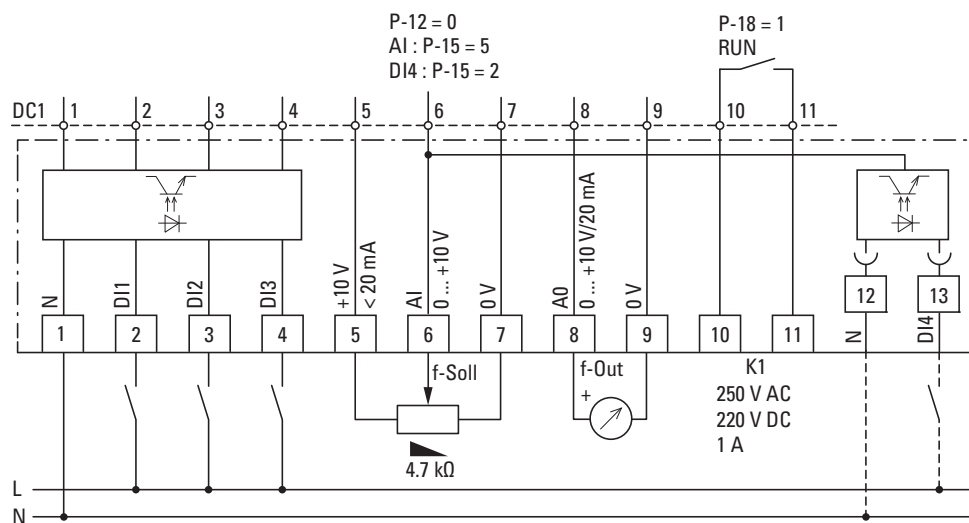 P-12 = 0
AI : P-15 = 5
DI4 : P-15 = 2
P-18 = 1
RUN
DC1 1 2 3 4 5 6 7 8 9 10 11
N
DI1
DI2
DI3
+10 V
< 20 mA
AI
0 ... +10 V
0 V
A0
0 ... +10 V/20 mA
0 V
12 13
N
DI4
1 2 3 4 5 6 7 8 9 10 11
f-Soll
f-Out
+
K1
250 V AC
220 V DC
1 A
4.7 kΩ
L
N